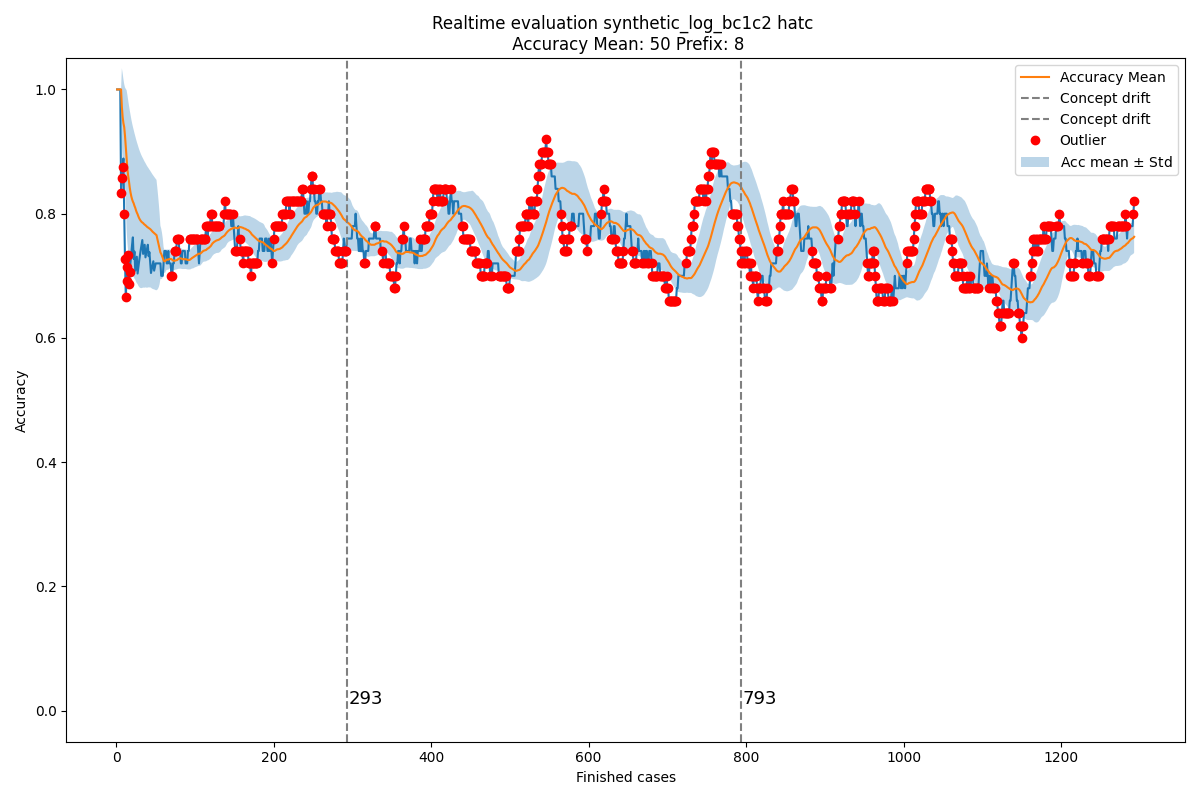 Realtime evaluation synthetic_log_bc1c2 hatc
Accuracy Mean: 50 Prefix: 8
Accuracy Mean
Concept drift
Concept drift
Outlier
Acc mean ± Std
1.0
0.8
0.6
0.4
0.2
0.0
Accuracy
293
793
0
200
400
600
800
1000
1200
Finished cases